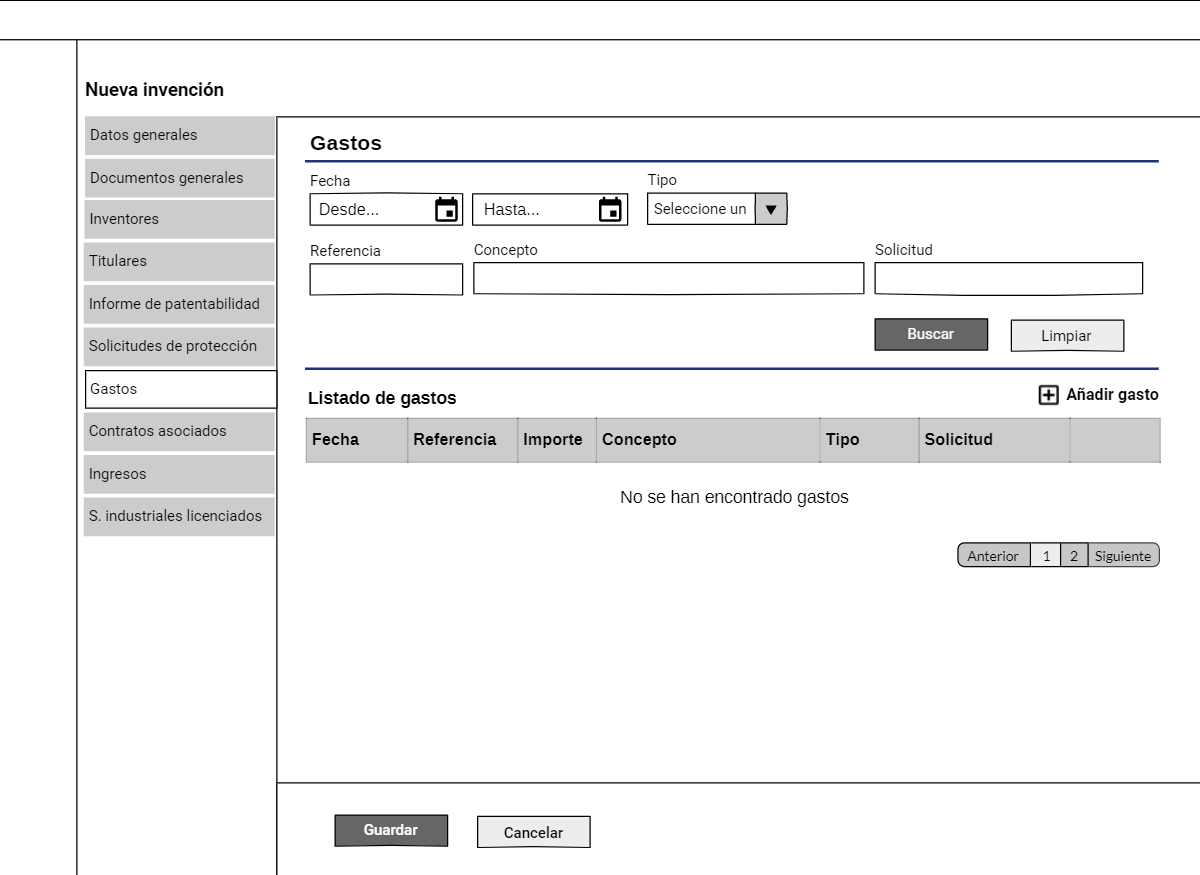 Nueva invención
Datos generales
Documentos generales
Inventores
Titulares
Informe de patentabilidad
Solicitudes de protección
Gastos
Contratos asociados
Ingresos
S. industriales licenciados
Gastos
Fecha
Tipo
Desde...
Hasta...
Seleccione un
Referencia
Concepto
Solicitud
Buscar
Limpiar
Listado de gastos
Añadir gasto
Fecha Referencia Importe Concepto Tipo Solicitud
No se han encontrado gastos
Anterior 1 2 Siguiente
Guardar
Cancelar